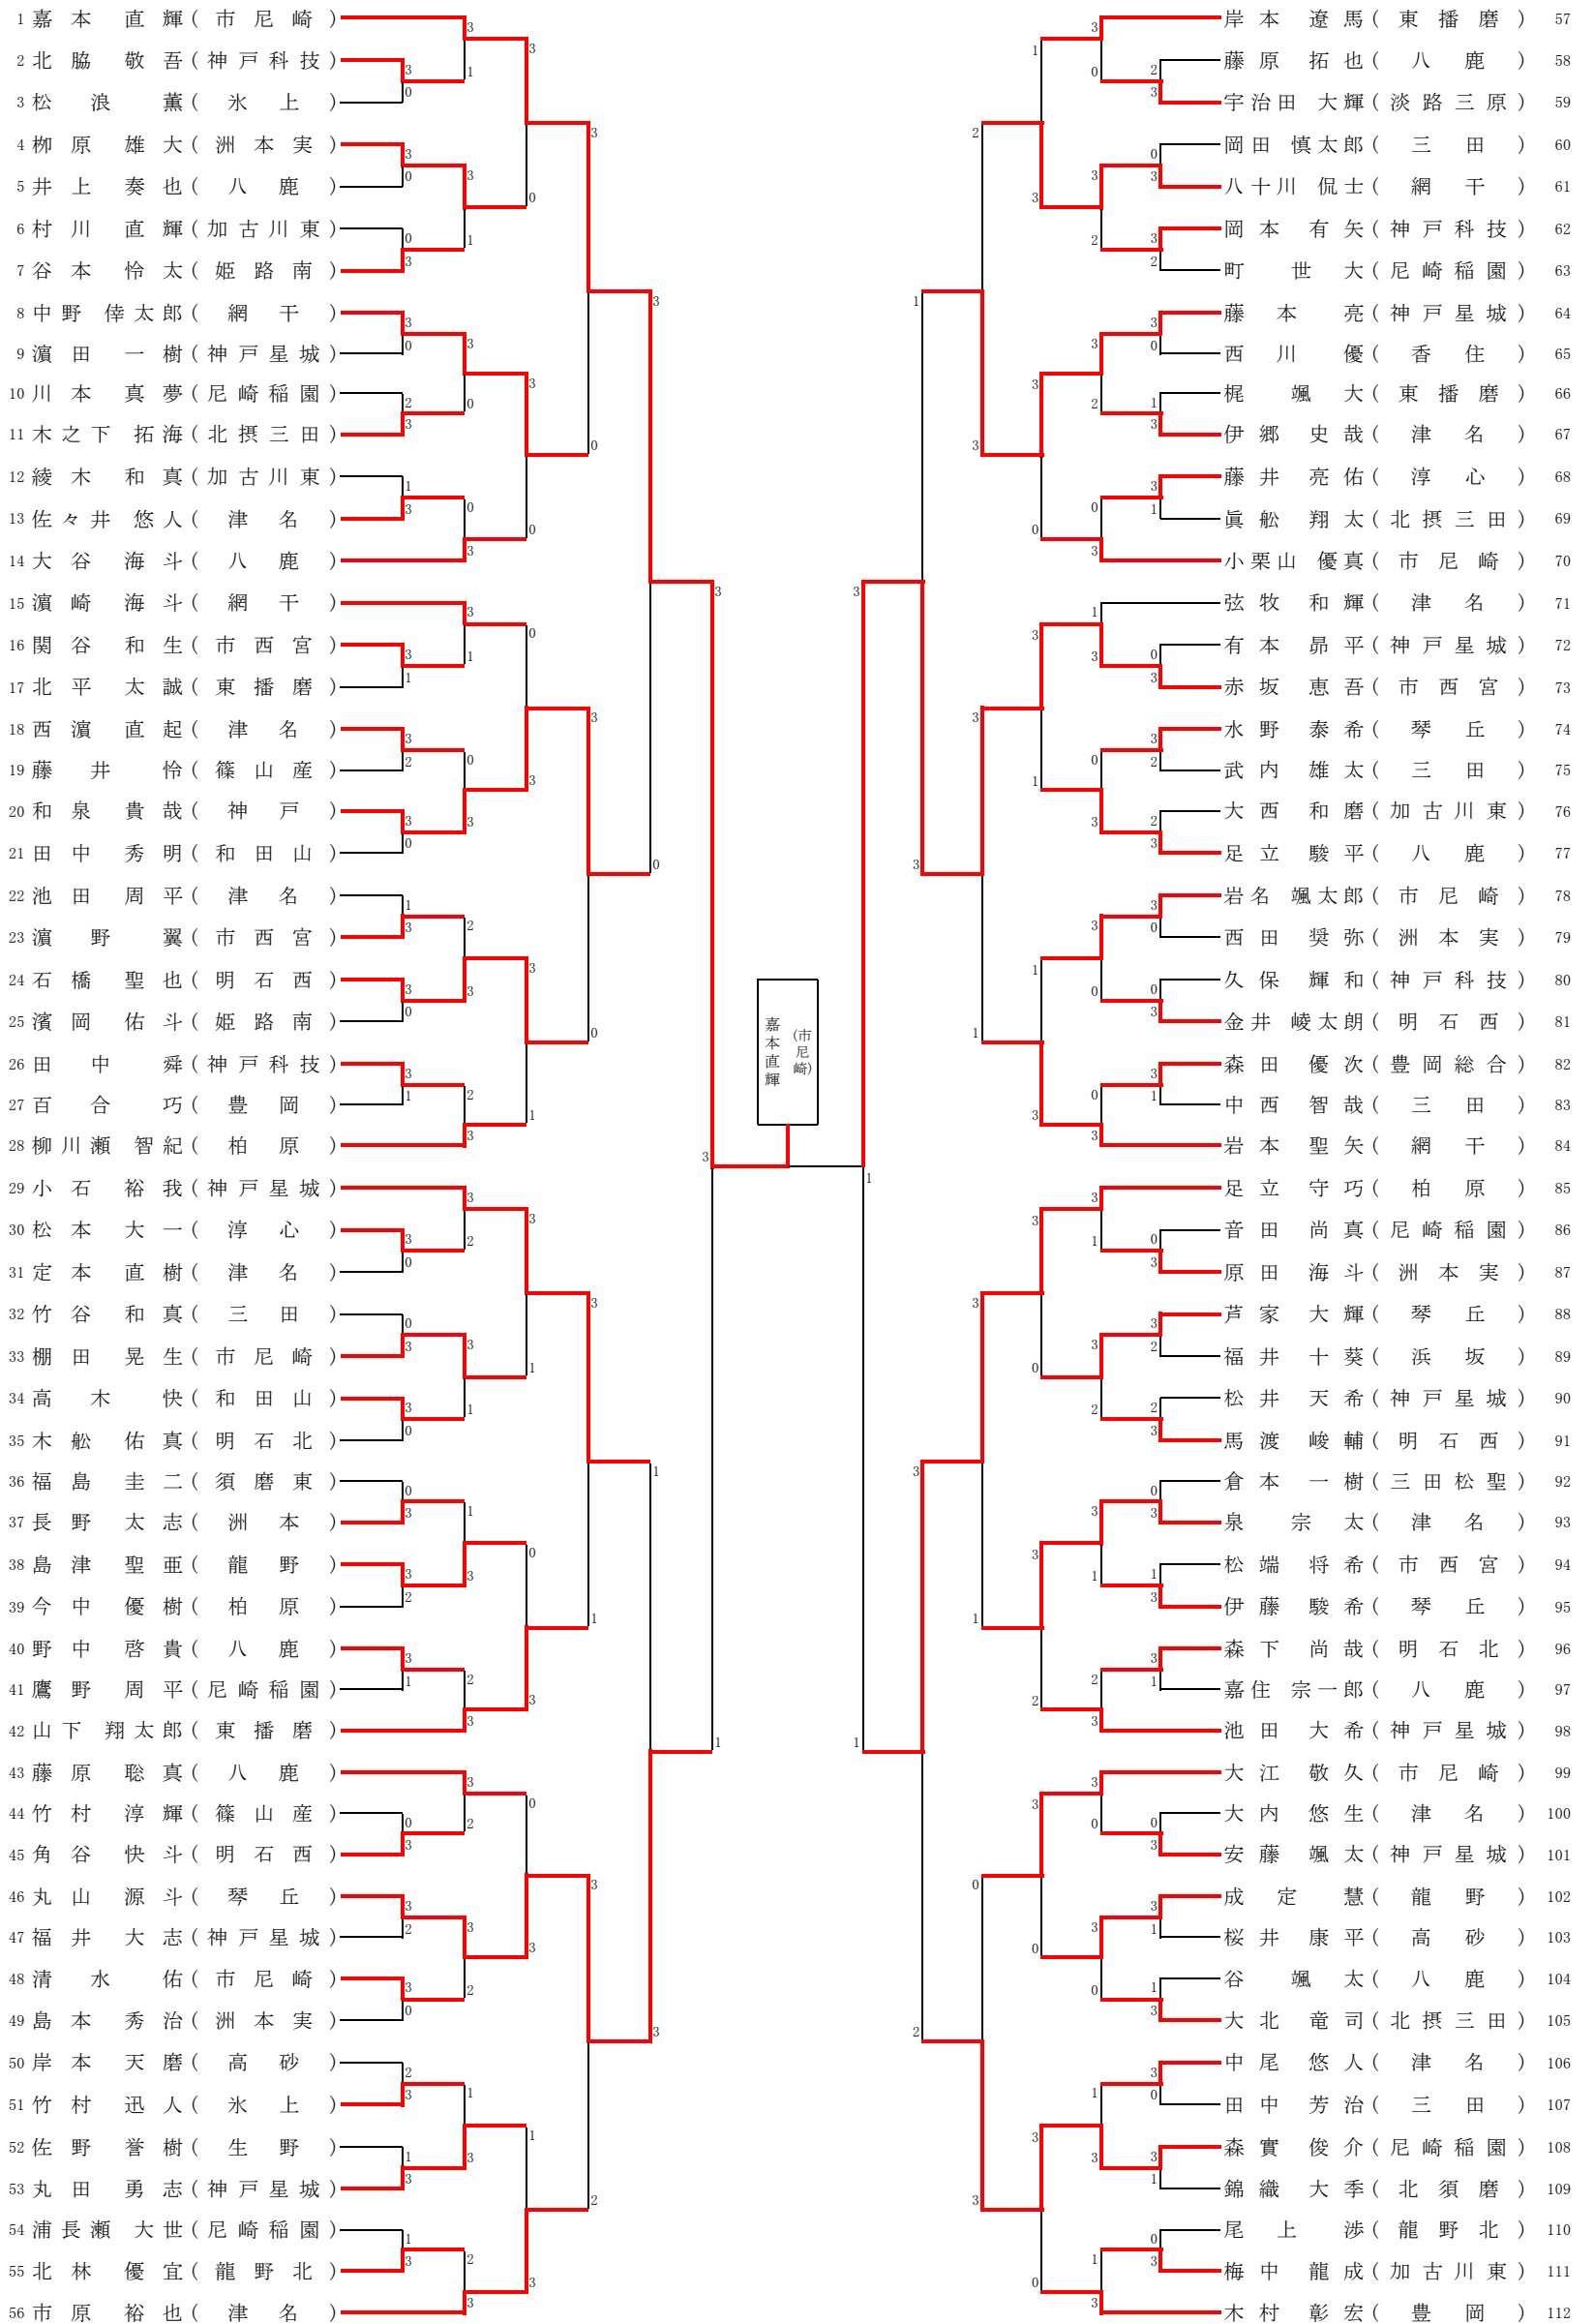 1 嘉本 直輝 (市尼崎)
2 北脇 敬吾 (神戸科技)
3 松浪 薫 (氷上)
4 栁原 雄大 (洲本実)
5 井上 奏也 (八鹿)
6 村川 直輝 (加古川東)
7 谷本 怜太 (姫路南)
8 中野 倖太郎 (網干)
9 濵田 一樹 (神戸星城)
10 川本 真夢 (尼崎稲園)
11 木之下 拓海 (北摂三田)
12 綾木 和真 (加古川東)
13 佐々井 悠人 (津名)
14 大谷 海斗 (八鹿)
15 濵崎 海斗 (網干)
16 関谷 和生 (市西宮)
17 北平 太誠 (東播磨)
18 西濵 直起 (津名)
19 藤井 怜 (篠山産)
20 和泉 貴哉 (神戸)
21 田中 秀明 (和田山)
22 池田 周平 (津名)
23 濵野 翼 (市西宮)
24 石橋 聖也 (明石西)
25 濱岡 佑斗 (姫路南)
26 田中 舜 (神戸科技)
27 百合 巧 (豊岡)
28 柳川瀬 智紀 (柏原)
29 小石 裕我 (神戸星城)
30 松本 大一 (淳心)
31 定本 直樹 (津名)
32 竹谷 和真 (三田)
33 棚田 晃生 (市尼崎)
34 高木 快 (和田山)
35 木舩 佑真 (明石北)
36 福島 圭二 (須磨東)
37 長野 太志 (洲本)
38 島津 聖亜 (龍野)
39 今中 優樹 (柏原)
40 野中 啓貴 (八鹿)
41 鷹野 周平 (尼崎稲園)
42 山下 翔太郎 (東播磨)
43 藤原 聡真 (八鹿)
44 竹村 淳輝 (篠山産)
45 角谷 快斗 (明石西)
46 丸山 源斗 (琴丘)
47 福井 大志 (神戸星城)
48 清水 佑 (市尼崎)
49 島本 秀治 (洲本実)
50 岸本 天磨 (高砂)
51 竹村 迅人 (氷上)
52 佐野 誉樹 (生野)
53 丸田 勇志 (神戸星城)
54 浦長瀬 大世 (尼崎稲園)
55 北林 優宜 (龍野北)
56 市原 裕也 (津名)
嘉本直輝
(市尼崎)
岸本 遼馬 (東播磨) 57
藤原 拓也 (八鹿) 58
宇治田 大輝 (淡路三原) 59
岡田 慎太郎 (三田) 60
八十川 侃士 (網干) 61
岡本 有矢 (神戸科技) 62
町 世大 (尼崎稲園) 63
藤本 亮 (神戸星城) 64
西川 優 (香住) 65
梶 颯大 (東播磨) 66
伊郷 史哉 (津名) 67
藤井 亮佑 (淳心) 68
眞舩 翔太 (北摂三田) 69
小栗山 優真 (市尼崎) 70
弦牧 和輝 (津名) 71
有本 昴平 (神戸星城) 72
赤坂 恵吾 (市西宮) 73
水野 泰希 (琴丘) 74
武内 雄太 (三田) 75
大西 和磨 (加古川東) 76
足立 駿平 (八鹿) 77
岩名 颯太郎 (市尼崎) 78
西田 奨弥 (洲本実) 79
久保 輝和 (神戸科技) 80
金井 崚太朗 (明石西) 81
森田 優次 (豊岡総合) 82
中西 智哉 (三田) 83
岩本 聖矢 (網干) 84
足立 守巧 (柏原) 85
音田 尚真 (尼崎稲園) 86
原田 海斗 (洲本実) 87
芦家 大輝 (琴丘) 88
福井 十葵 (浜坂) 89
松井 天希 (神戸星城) 90
馬渡 峻輔 (明石西) 91
倉本 一樹 (三田松聖) 92
泉 宗太 (津名) 93
松端 将希 (市西宮) 94
伊藤 駿希 (琴丘) 95
森下 尚哉 (明石北) 96
嘉住 宗一郎 (八鹿) 97
池田 大希 (神戸星城) 98
大江 敬久 (市尼崎) 99
大内 悠生 (津名) 100
安藤 颯太 (神戸星城) 101
成定 慧 (龍野) 102
桜井 康平 (高砂) 103
谷 颯太 (八鹿) 104
大北 竜司 (北摂三田) 105
中尾 悠人 (津名) 106
田中 芳治 (三田) 107
森實 俊介 (尼崎稲園) 108
錦織 大季 (北須磨) 109
尾上 渉 (龍野北) 110
梅中 龍成 (加古川東) 111
木村 彰宏 (豊岡) 112